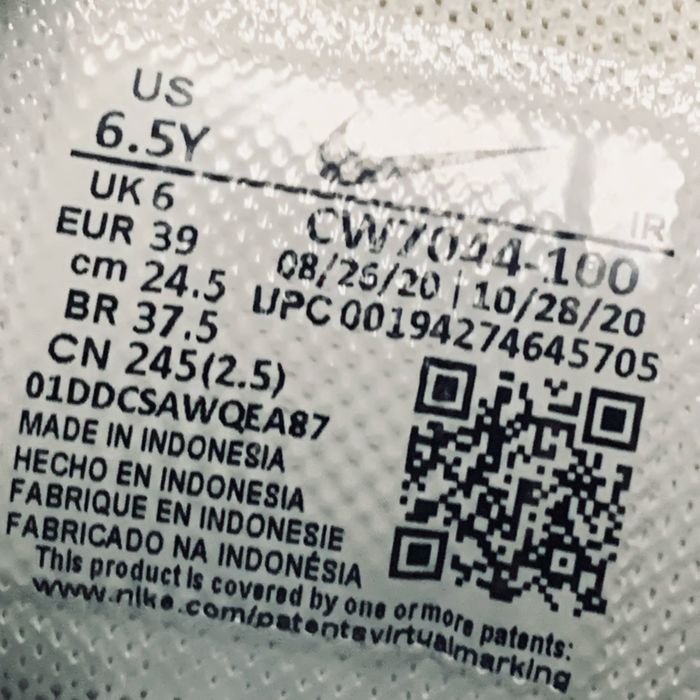 US
6.5Y
UK 6
EUR 39
cm 24.5
BR 37.5
CN 245(2.5)
IR
CW7044-100
08/26/20 | 10/28/20
UPC 00194274645705
01DDCSAWQEA87
MADE IN INDONESIA
HECHO EN INDONESIA
FABRIQUE EN INDONESIE
FABRICADO NA INDONÉSIA
This product is covered by one or more patents:
www.nike.com/patentsvirtualmarking